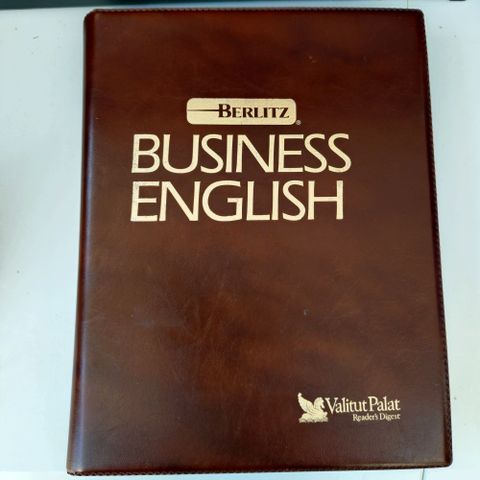 BERLITZ®
BUSINESS
ENGLISH
Valitut Palat
Reader's Digest